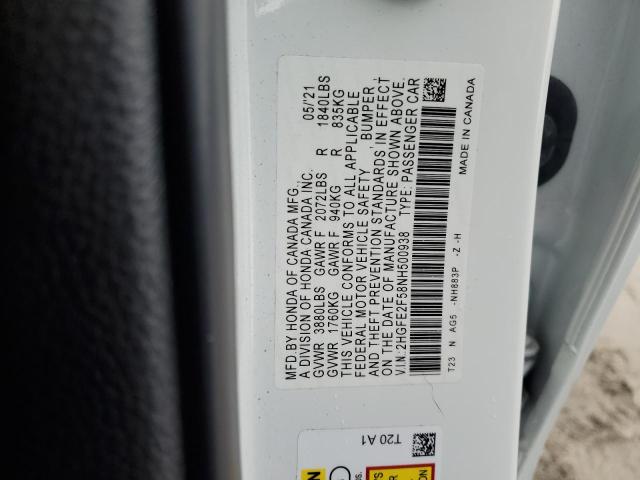 MFD. BY HONDA OF CANADA MFG. 05/'21
A DIVISION OF HONDA CANADA INC.
GVWR 3880LBS GAWR F 2072LBS R 1840LBS
GVWR 1760KG GAWR F 940KG R 835KG
THIS VEHICLE CONFORMS TO ALL APPLICABLE
FEDERAL MOTOR VEHICLE SAFETY, BUMPER,
AND THEFT PREVENTION STANDARDS IN EFFECT
ON THE DATE OF MANUFACTURE SHOWN ABOVE.
V.I.N: 2HGFE2F58NH500938 TYPE: PASSENGER CAR
T23 N AG5 -NH883P -Z -H
MADE IN CANADA
T20 A1